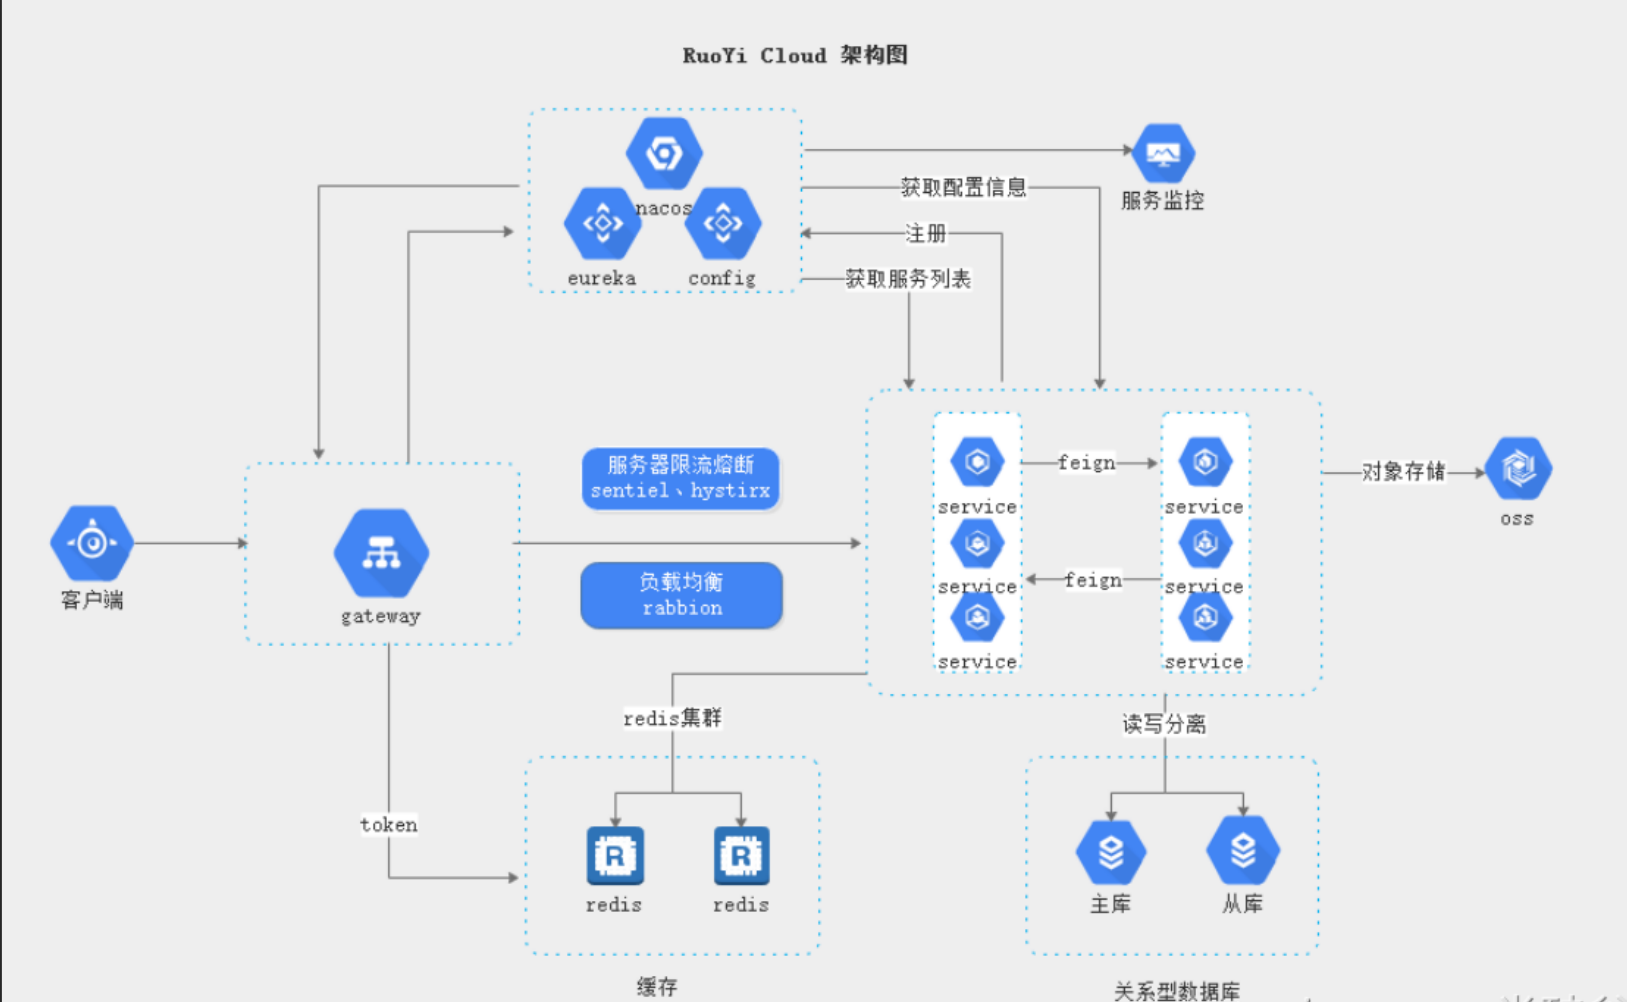 RuoYi Cloud 架构图
nacos
eureka
config
服务监控
获取配置信息
注册
获取服务列表
客户端
gateway
服务器限流熔断
sentiel、hystirx
负载均衡
rabbion
service
feign
service
service
feign
service
service
service
对象存储
oss
token
redis集群
redis
redis
缓存
读写分离
主库
从库
关系型数据库